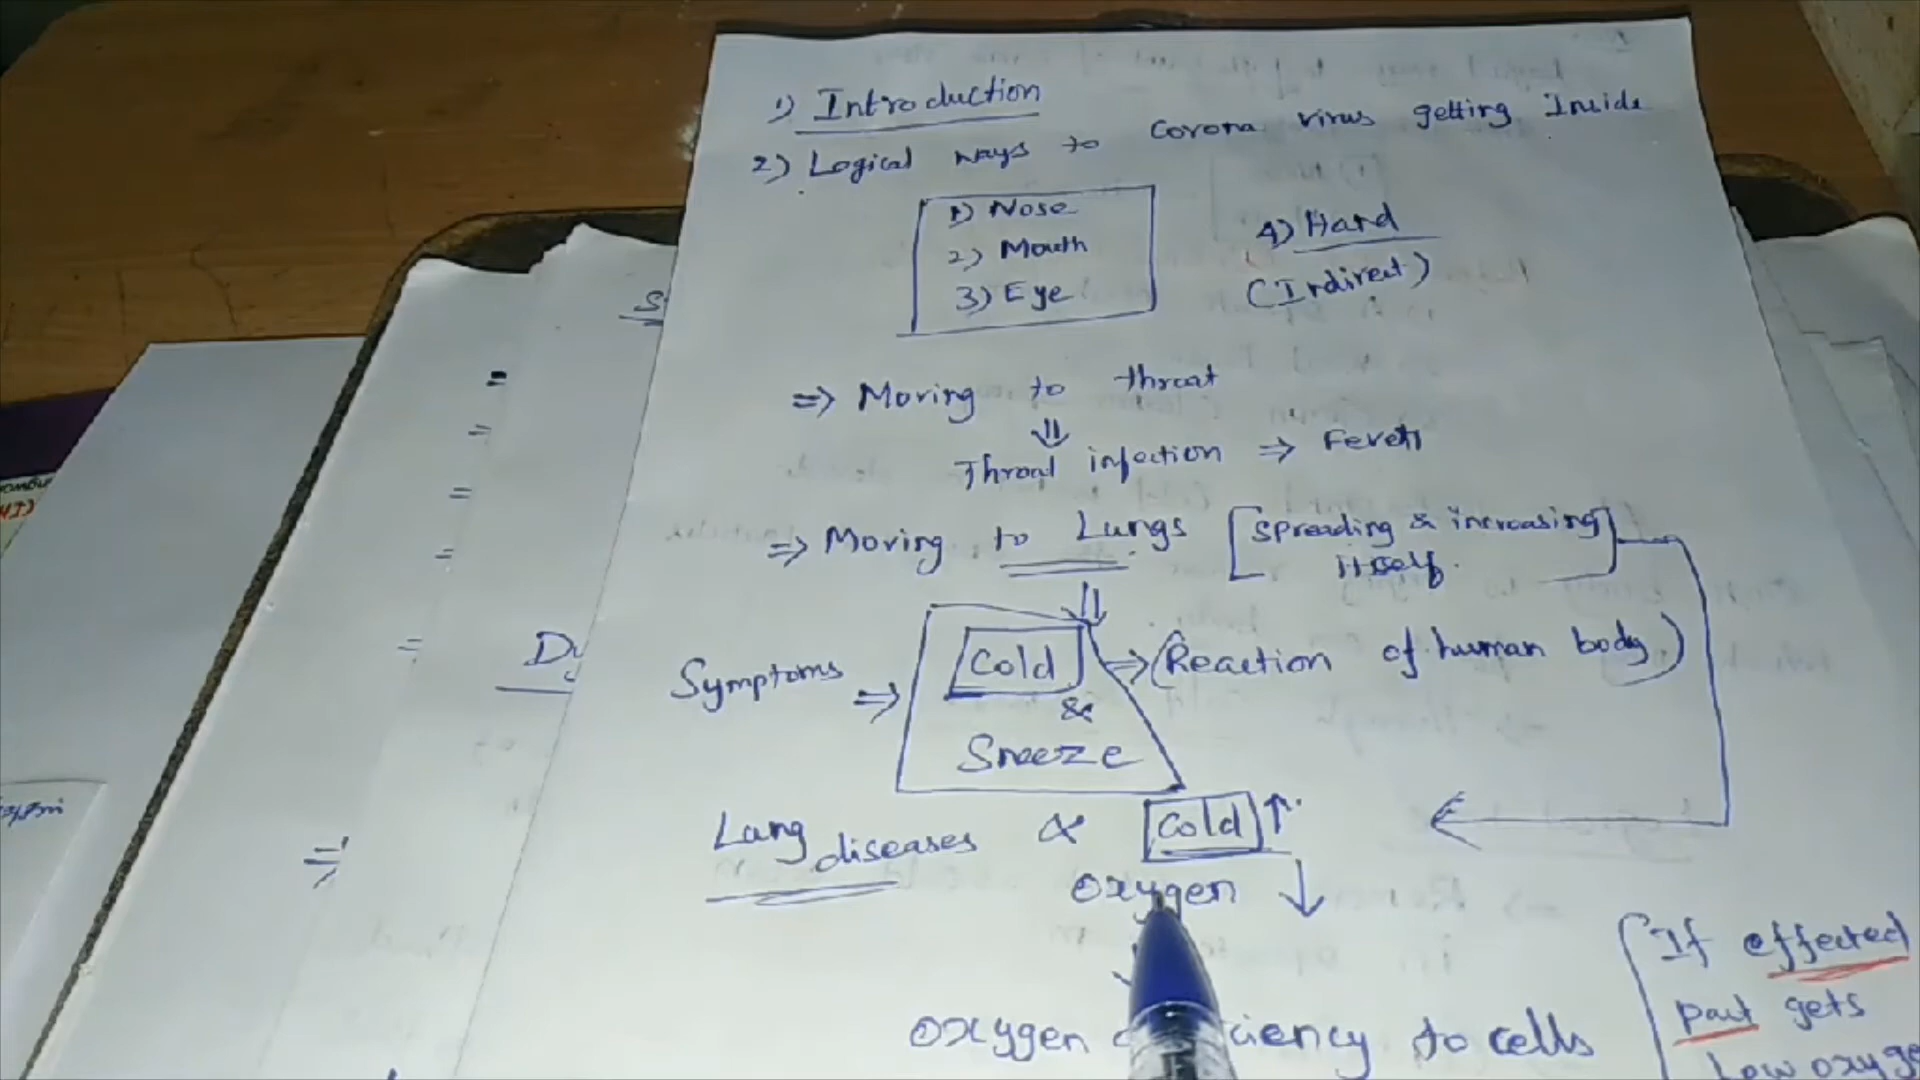 1) Introduction
2) Logical ways to corona virus getting Inside
1) Nose
2) Mouth
3) Eye
4) Hand
(Indirect)
⇒ Moving to throat
⇓
Throat infection ⇒ Fever
⇒ Moving to Lungs [spreading & increasing
itself]
⇓
Symptoms ⇒ Cold ⇒ (Reaction of human body)
&
Sneeze
Lung diseases ∝ Cold ↑
Oxygen ↓
Oxygen to cells
If effected
part gets
Low